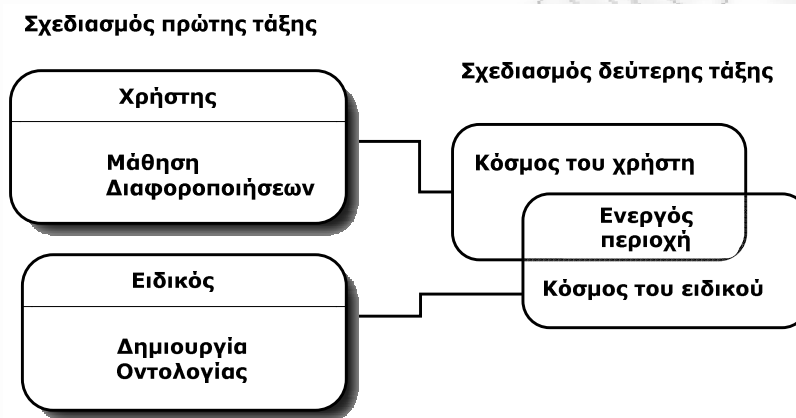 Σχεδιασμός πρώτης τάξης
Σχεδιασμός δεύτερης τάξης
Χρήστης
Μάθηση
Διαφοροποιήσεων
Κόσμος του χρήστη
Ενεργός
περιοχή
Κόσμος του ειδικού
Ειδικός
Δημιουργία
Οντολογίας